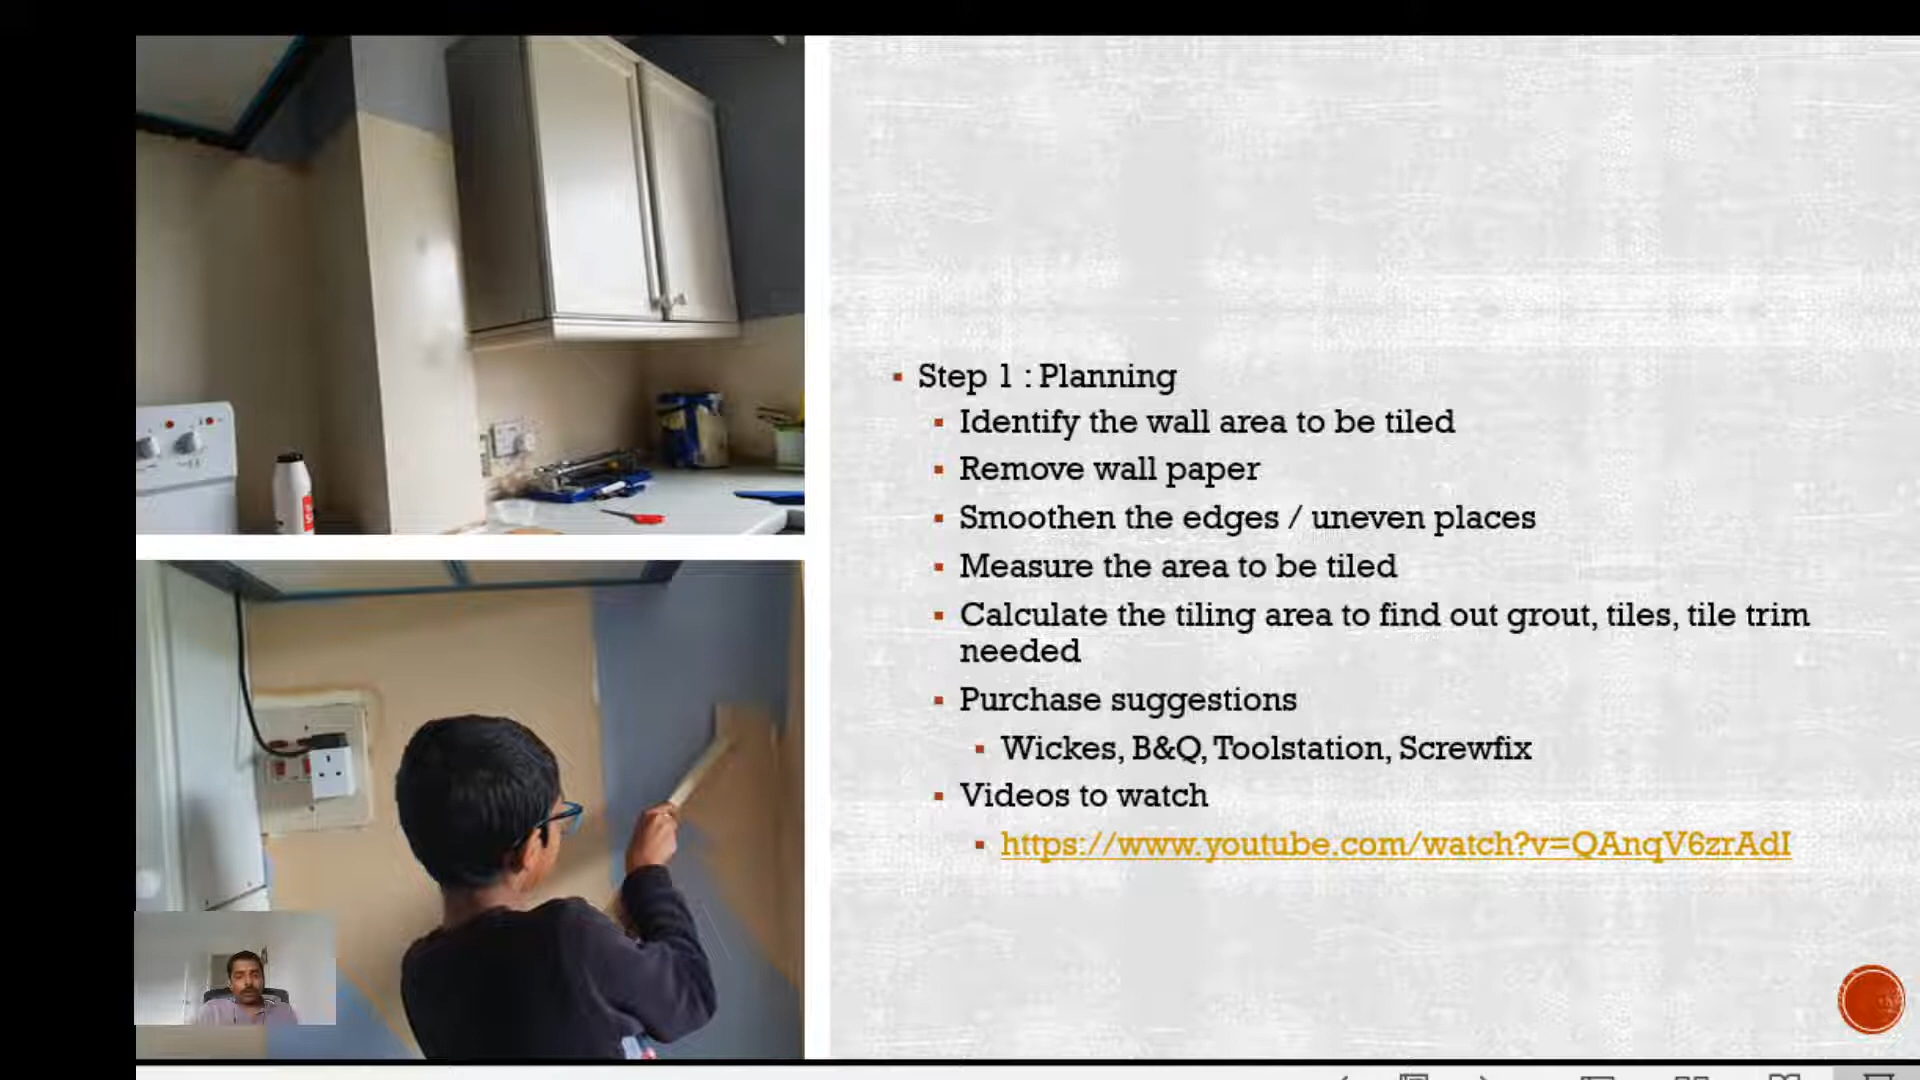 Step 1 : Planning
Identify the wall area to be tiled
Remove wall paper
Smoothen the edges / uneven places
Measure the area to be tiled
Calculate the tiling area to find out grout, tiles, tile trim
needed
Purchase suggestions
Wickes, B&Q, Toolstation, Screwfix
Videos to watch
https://www.youtube.com/watch?v=QAnqV6zrAdI